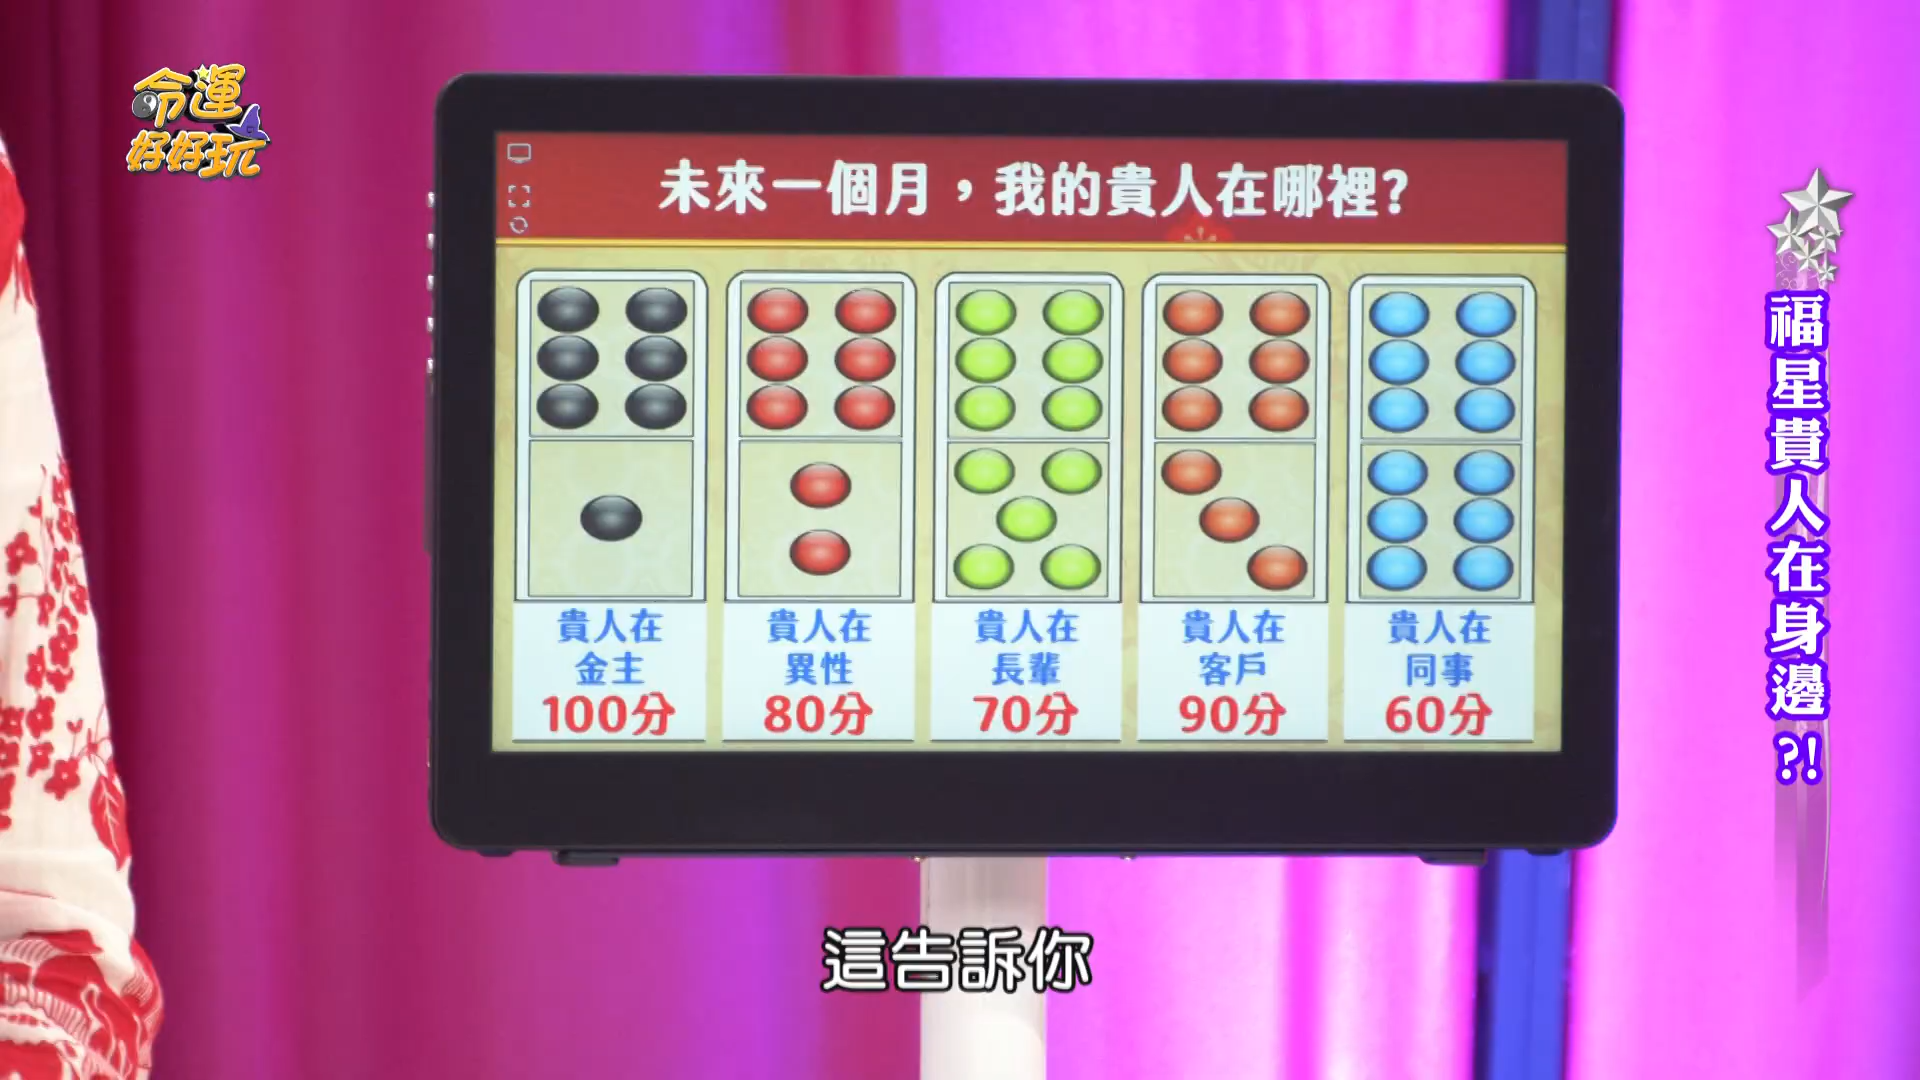 命運
好好玩
未來一個月，我的貴人在哪裡?
貴人在
金主
100分
貴人在
異性
80分
貴人在
長輩
70分
貴人在
客戶
90分
貴人在
同事
60分
福星貴人在身邊?!
這告訴你